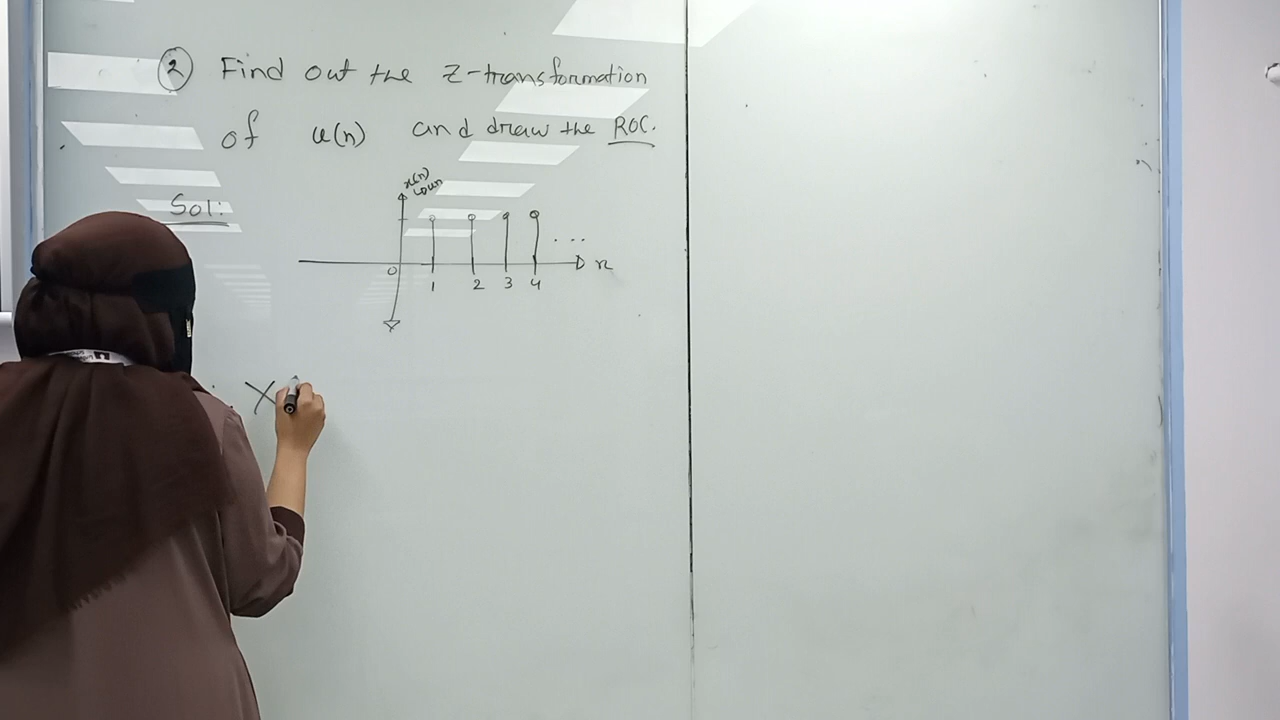 ② Find out the Z-transformation
of u(n) and draw the ROC.
Sol:
x(n)
0 1 2 3 4 ... n
X